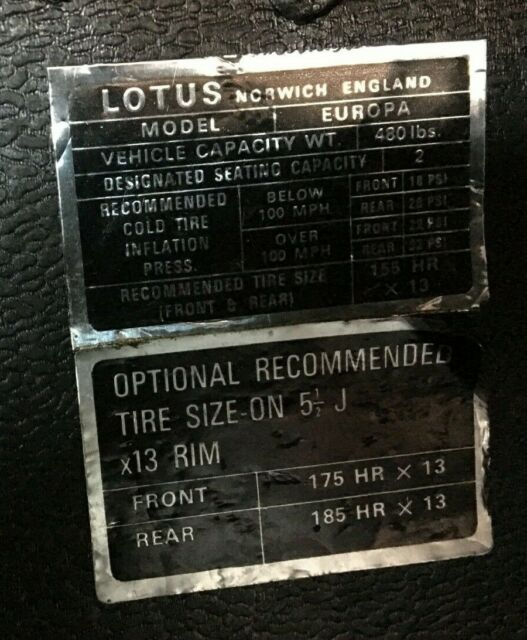 LOTUS NORWICH ENGLAND
MODEL EUROPA
VEHICLE CAPACITY WT. 480 lbs.
DESIGNATED SEATING CAPACITY 2
RECOMMENDED COLD TIRE INFLATION PRESS.
BELOW 100 MPH
FRONT 18 PSI
REAR 28 PSI
OVER 100 MPH
FRONT PSI
REAR PSI
RECOMMENDED TIRE SIZE 155 HR
(FRONT & REAR) × 13
OPTIONAL RECOMMENDED
TIRE SIZE-ON 5½ J
x13 RIM
FRONT 175 HR × 13
REAR 185 HR × 13